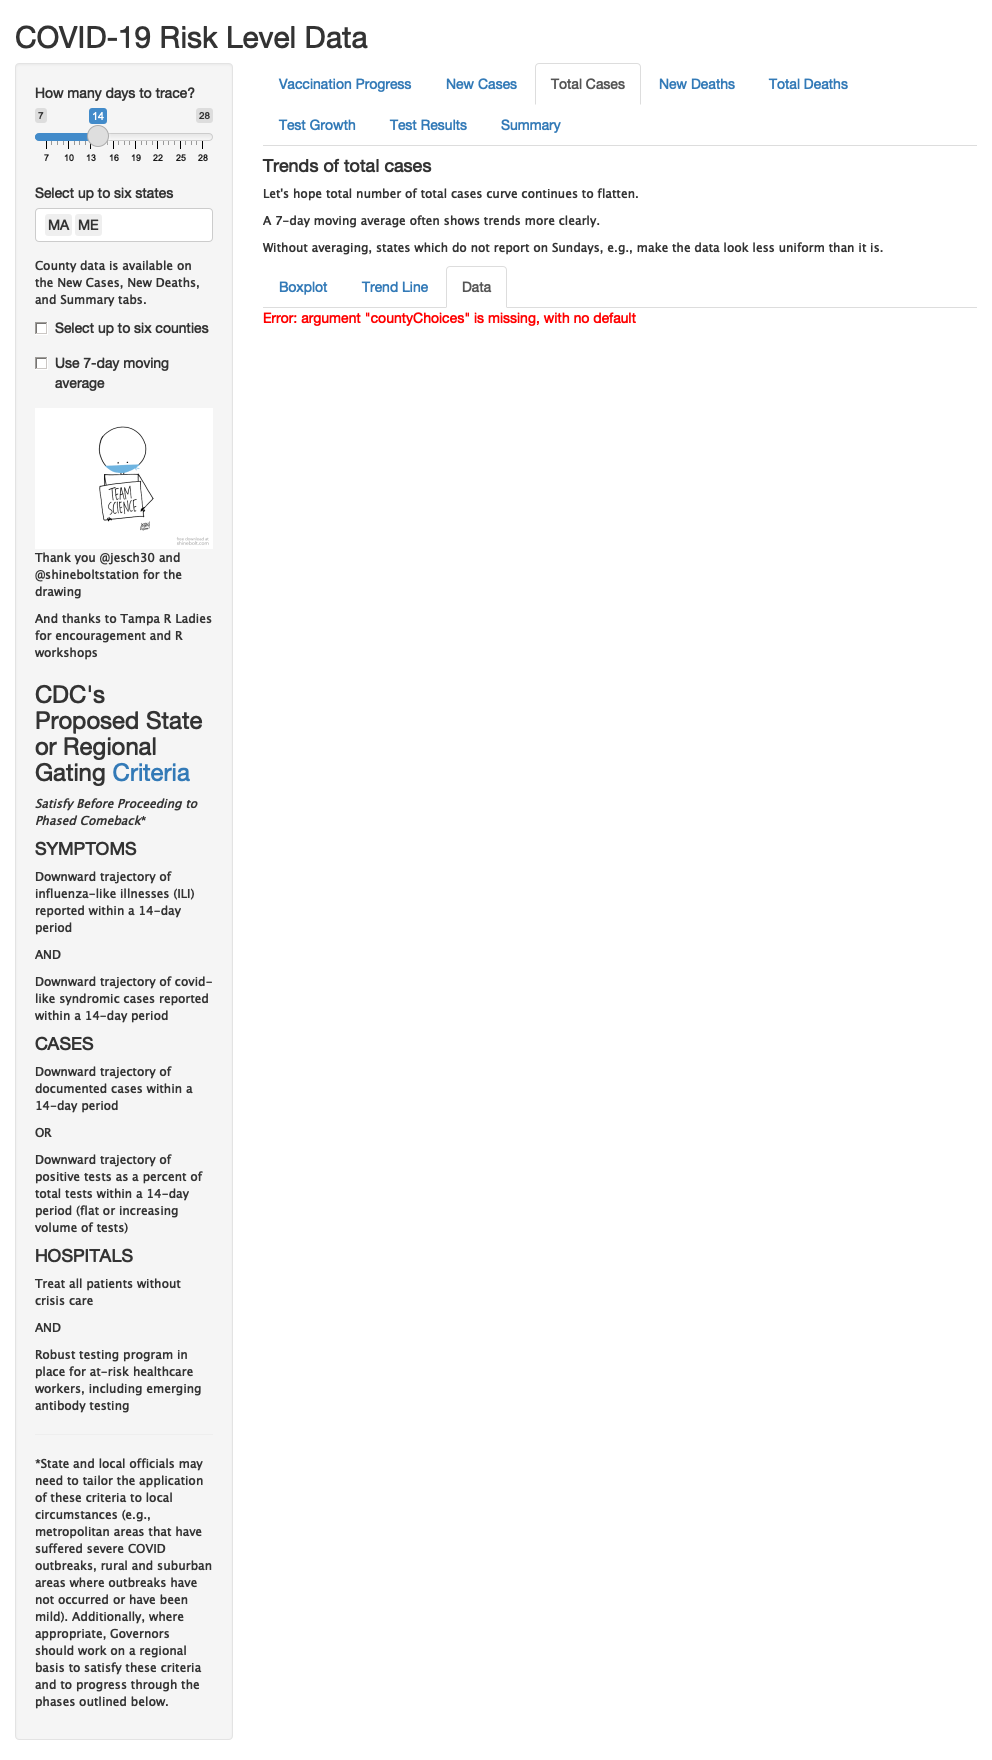 COVID-19 Risk Level Data
How many days to trace?
7 14 28
7 10 13 16 19 22 25 28
Select up to six states
MA ME
County data is available on
the New Cases, New Deaths,
and Summary tabs.
Select up to six counties
Use 7-day moving
average
TEAM
SCIENCE
free download at
shinebolt.com
Thank you @jesch30 and
@shineboltstation for the
drawing
And thanks to Tampa R Ladies
for encouragement and R
workshops
CDC's
Proposed State
or Regional
Gating Criteria
Satisfy Before Proceeding to
Phased Comeback*
SYMPTOMS
Downward trajectory of
influenza-like illnesses (ILI)
reported within a 14-day
period
AND
Downward trajectory of covid-
like syndromic cases reported
within a 14-day period
CASES
Downward trajectory of
documented cases within a
14-day period
OR
Downward trajectory of
positive tests as a percent of
total tests within a 14-day
period (flat or increasing
volume of tests)
HOSPITALS
Treat all patients without
crisis care
AND
Robust testing program in
place for at-risk healthcare
workers, including emerging
antibody testing
*State and local officials may
need to tailor the application
of these criteria to local
circumstances (e.g.,
metropolitan areas that have
suffered severe COVID
outbreaks, rural and suburban
areas where outbreaks have
not occurred or have been
mild). Additionally, where
appropriate, Governors
should work on a regional
basis to satisfy these criteria
and to progress through the
phases outlined below.
Vaccination Progress New Cases Total Cases New Deaths Total Deaths
Test Growth Test Results Summary
Trends of total cases
Let's hope total number of total cases curve continues to flatten.
A 7-day moving average often shows trends more clearly.
Without averaging, states which do not report on Sundays, e.g., make the data look less uniform than it is.
Boxplot Trend Line Data
Error: argument "countyChoices" is missing, with no default